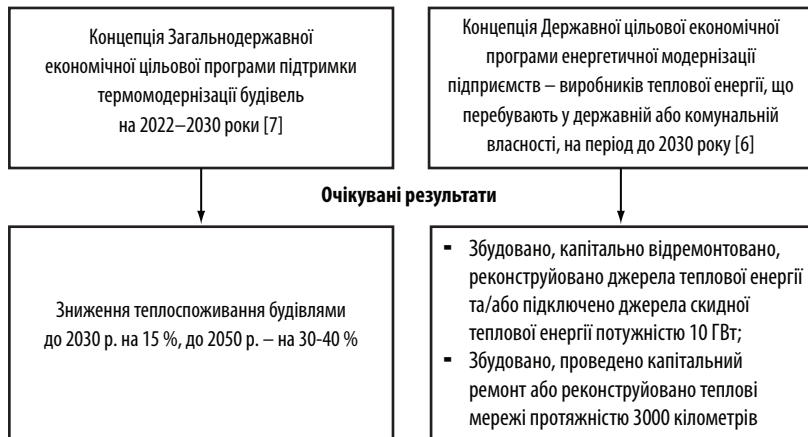 Концепція Загальнодержавної
економічної цільової програми підтримки
термомодернізації будівель
на 2022–2030 роки [7]
Концепція Державної цільової економічної
програми енергетичної модернізації
підприємств – виробників теплової енергії, що
перебувають у державній або комунальній
власності, на період до 2030 року [6]
Очікувані результати
Зниження теплоспоживання будівлями
до 2030 р. на 15 %, до 2050 р. – на 30-40 %
- Збудовано, капітально відремонтовано,
реконструйовано джерела теплової енергії
та/або підключено джерела скидної
теплової енергії потужністю 10 ГВт;
- Збудовано, проведено капітальний
ремонт або реконструйовано теплові
мережі протяжністю 3000 кілометрів